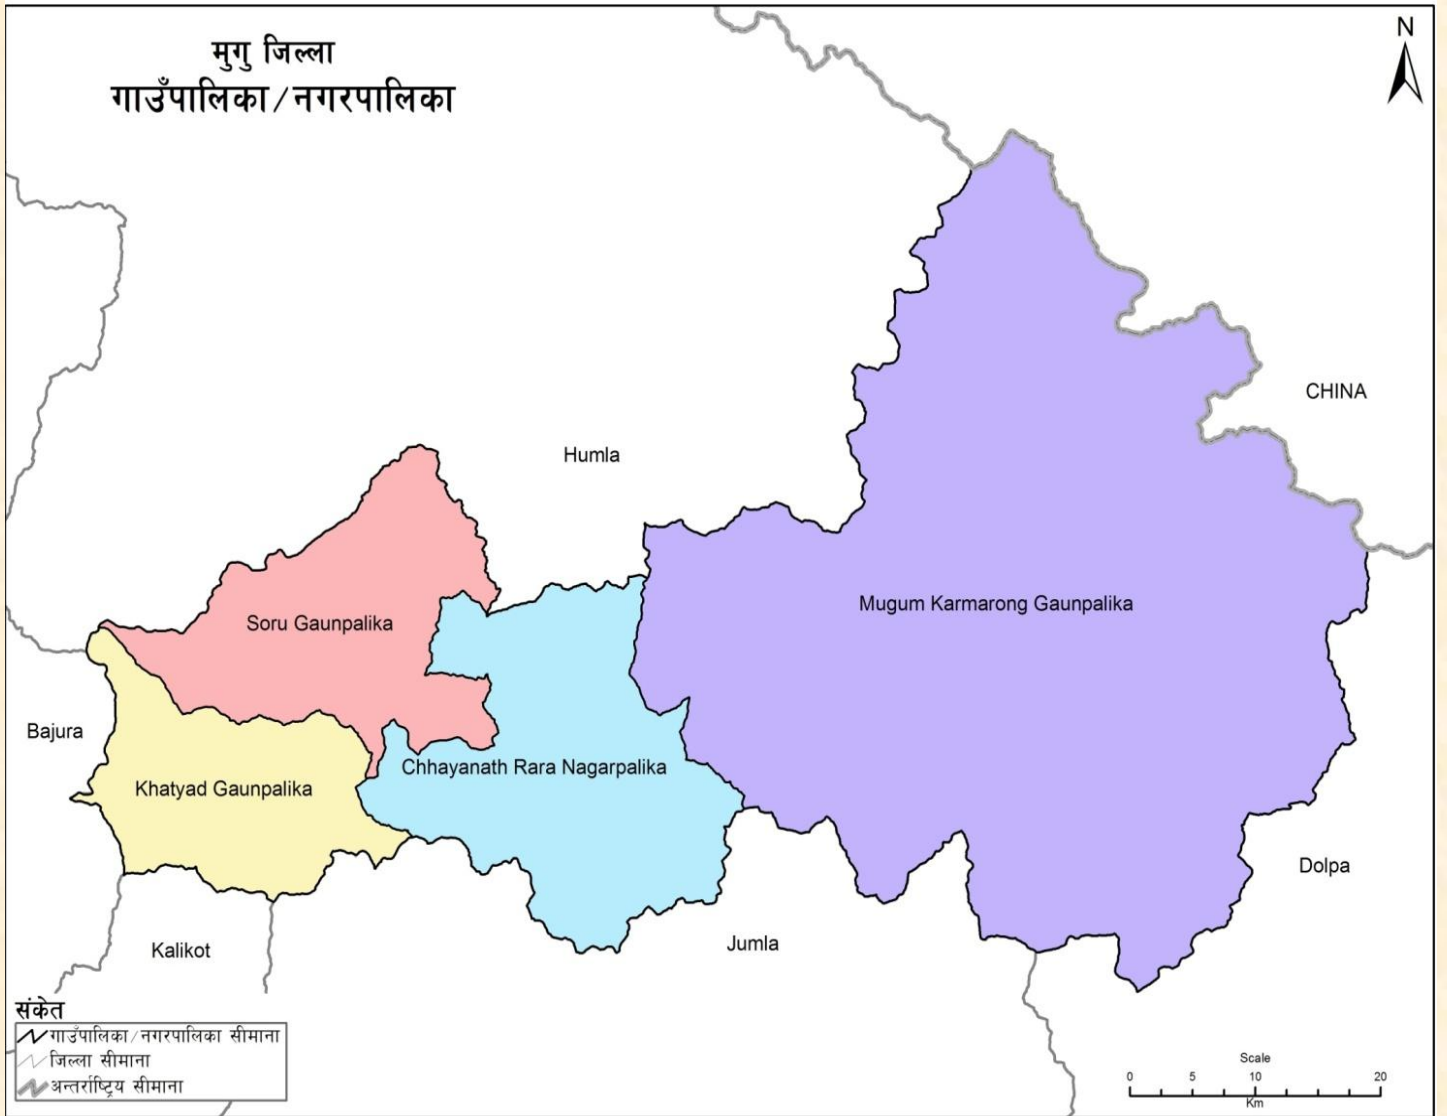 मुगु जिल्ला
गाउँपालिका/नगरपालिका
N
CHINA
Humla
Mugum Karmarong Gaunpalika
Soru Gaunpalika
Bajura
Chhayanath Rara Nagarpalika
Khatyad Gaunpalika
Dolpa
Jumla
Kalikot
संकेत
गाउँपालिका/नगरपालिका सीमाना
जिल्ला सीमाना
अन्तर्राष्ट्रिय सीमाना
Scale
0 5 10 20
Km